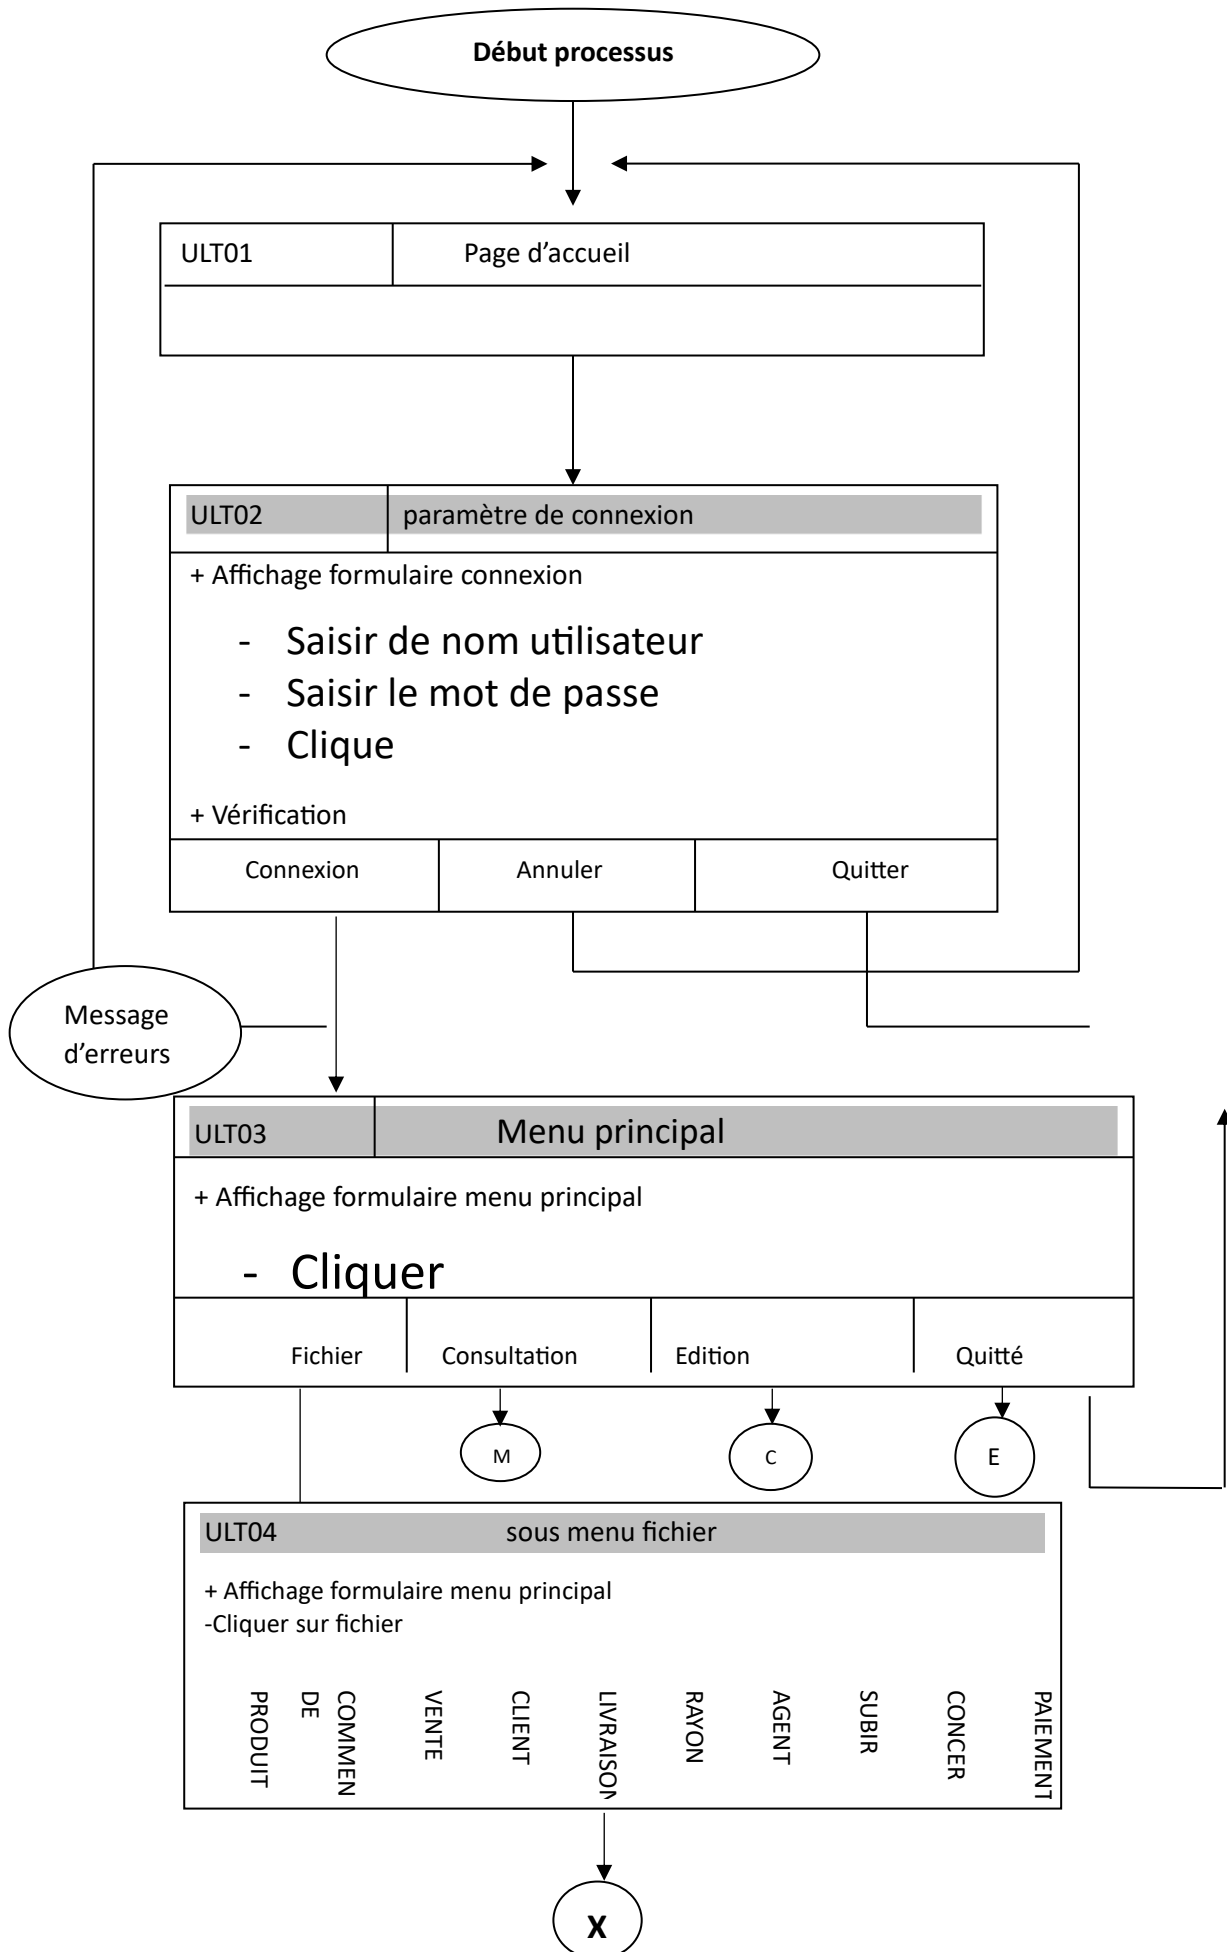 Début processus
ULT01 Page d’accueil
ULT02 paramètre de connexion
+ Affichage formulaire connexion
- Saisir de nom utilisateur
- Saisir le mot de passe
- Clique
+ Vérification
Connexion Annuler Quitter
Message
d’erreurs
ULT03 Menu principal
+ Affichage formulaire menu principal
- Cliquer
Fichier Consultation Edition Quitté
M C E
ULT04 sous menu fichier
+ Affichage formulaire menu principal
-Cliquer sur fichier
PRODUIT
COMMEN
DE
VENTE
CLIENT
LIVRAISON
RAYON
AGENT
SUBIR
CONCER
PAIEMENT
X